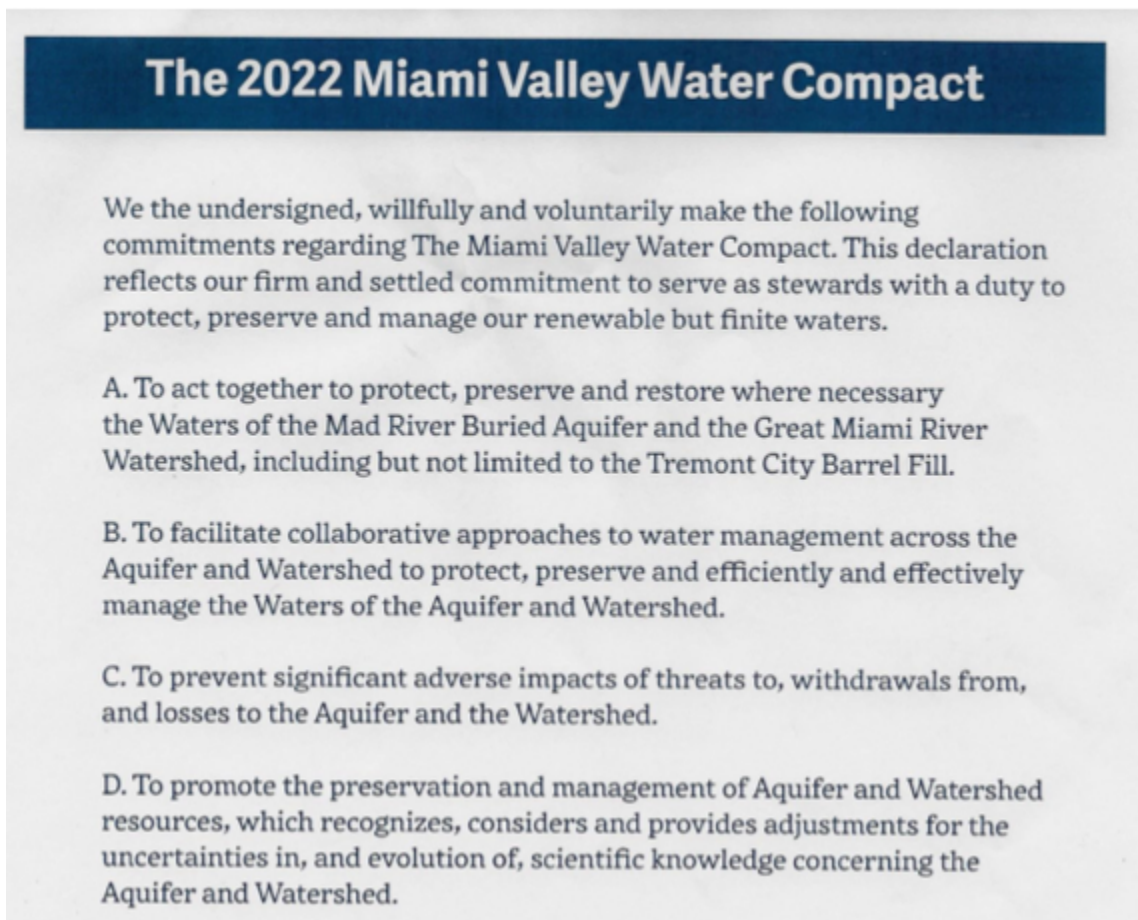 The 2022 Miami Valley Water Compact
We the undersigned, willfully and voluntarily make the following
commitments regarding The Miami Valley Water Compact. This declaration
reflects our firm and settled commitment to serve as stewards with a duty to
protect, preserve and manage our renewable but finite waters.
A. To act together to protect, preserve and restore where necessary
the Waters of the Mad River Buried Aquifer and the Great Miami River
Watershed, including but not limited to the Tremont City Barrel Fill.
B. To facilitate collaborative approaches to water management across the
Aquifer and Watershed to protect, preserve and efficiently and effectively
manage the Waters of the Aquifer and Watershed.
C. To prevent significant adverse impacts of threats to, withdrawals from,
and losses to the Aquifer and the Watershed.
D. To promote the preservation and management of Aquifer and Watershed
resources, which recognizes, considers and provides adjustments for the
uncertainties in, and evolution of, scientific knowledge concerning the
Aquifer and Watershed.